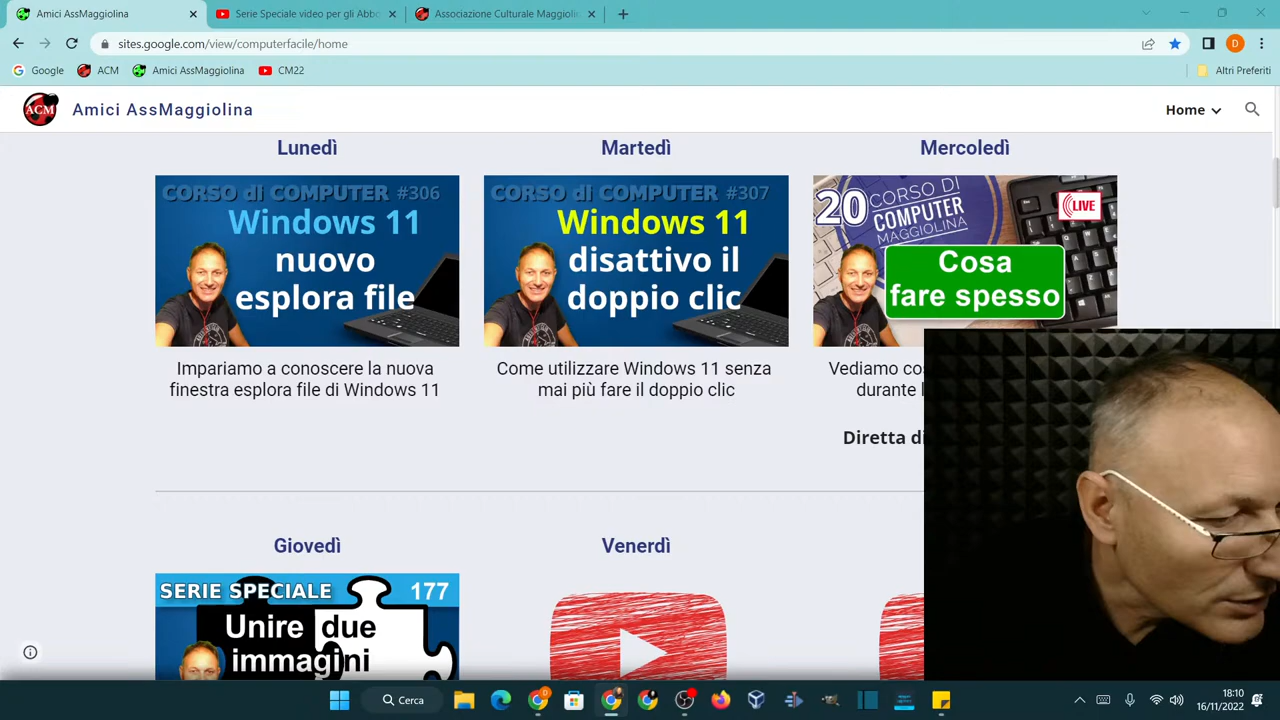 Amici AssMaggiolina
Serie Speciale video per gli Abbo
Associazione Culturale Maggiolin
sites.google.com/view/computerfacile/home
Google
ACM
Amici AssMaggiolina
CM22
Altri Preferiti
ACM
Amici AssMaggiolina
Home
Lunedì
Martedì
Mercoledì
CORSO di COMPUTER #306
Windows 11
nuovo
esplora file
CORSO di COMPUTER #307
Windows 11
disattivo il
doppio clic
20
CORSO DI
COMPUTER
MAGGIOLINA
LIVE
Cosa
fare spesso
Impariamo a conoscere la nuova
finestra esplora file di Windows 11
Come utilizzare Windows 11 senza
mai più fare il doppio clic
Vediamo co
durante l
Diretta di
Giovedì
Venerdì
SERIE SPECIALE 177
Unire due
immagini
Cerca
18:10
16/11/2022